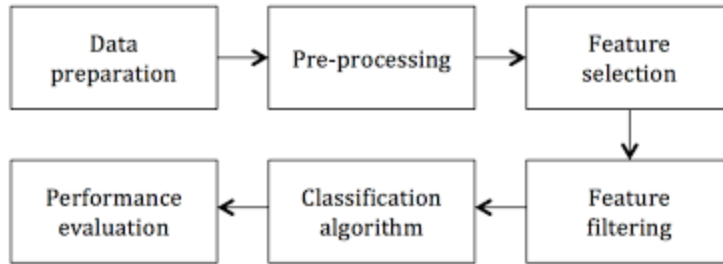 Data
preparation
Pre-processing
Feature
selection
Feature
filtering
Classification
algorithm
Performance
evaluation